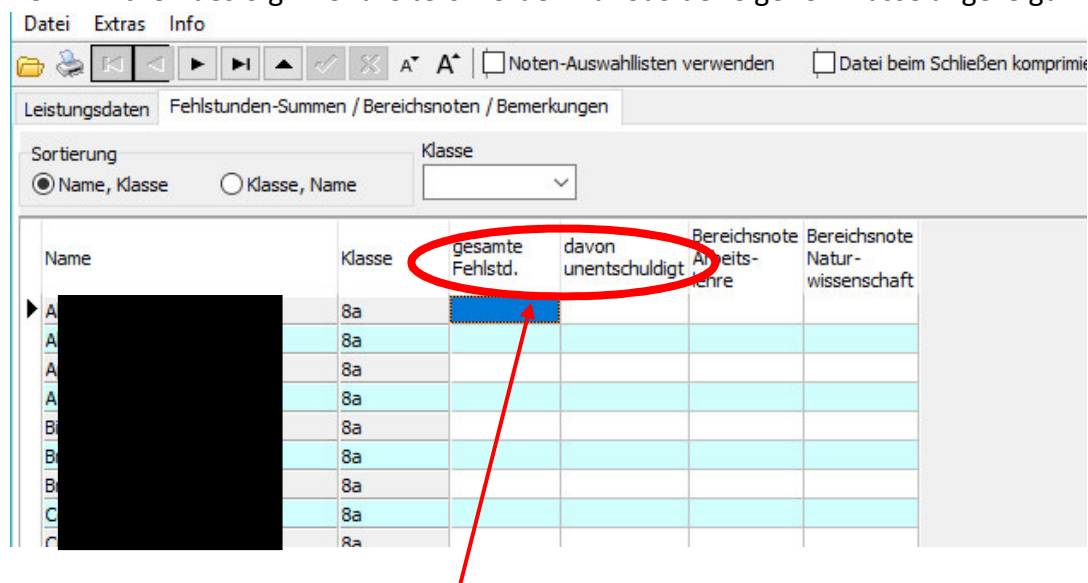 Datei Extras Info
A A Noten-Auswahllisten verwenden Datei beim Schließen
Leistungsdaten Fehlstunden-Summen / Bereichsnoten / Bemerkungen
Sortierung Klasse
Name, Klasse Klasse, Name
Name Klasse gesamte Fehlstd. davon unentschuldigt Bereichsnote Arbeits-lehre Bereichsnote Natur-wissenschaft
8a
8a
8a
8a
8a
8a
8a
8a
8a